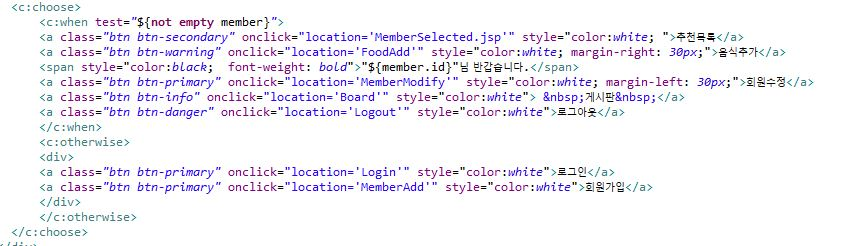 <c:choose>
<c:when test="${not empty member}">
<a class="btn btn-secondary" onclick="location='MemberSelected.jsp'" style="color:white; ">추천목록</a>
<a class="btn btn-warning" onclick="location='FoodAdd'" style="color:white; margin-right: 30px;">음식추가</a>
<span style="color:black;  font-weight: bold">"${member.id}"님 반갑습니다.</span>
<a class="btn btn-primary" onclick="location='MemberModify'" style="color:white; margin-left: 30px;">회원수정</a>
<a class="btn btn-info" onclick="location='Board'" style="color:white"> &nbsp;게시판&nbsp;</a>
<a class="btn btn-danger" onclick="location='Logout'" style="color:white">로그아웃</a>
</c:when>
<c:otherwise>
<div>
<a class="btn btn-primary" onclick="location='Login'" style="color:white">로그인</a>
<a class="btn btn-primary" onclick="location='MemberAdd'" style="color:white">회원가입</a>
</div>
</c:otherwise>
</c:choose>
</div>